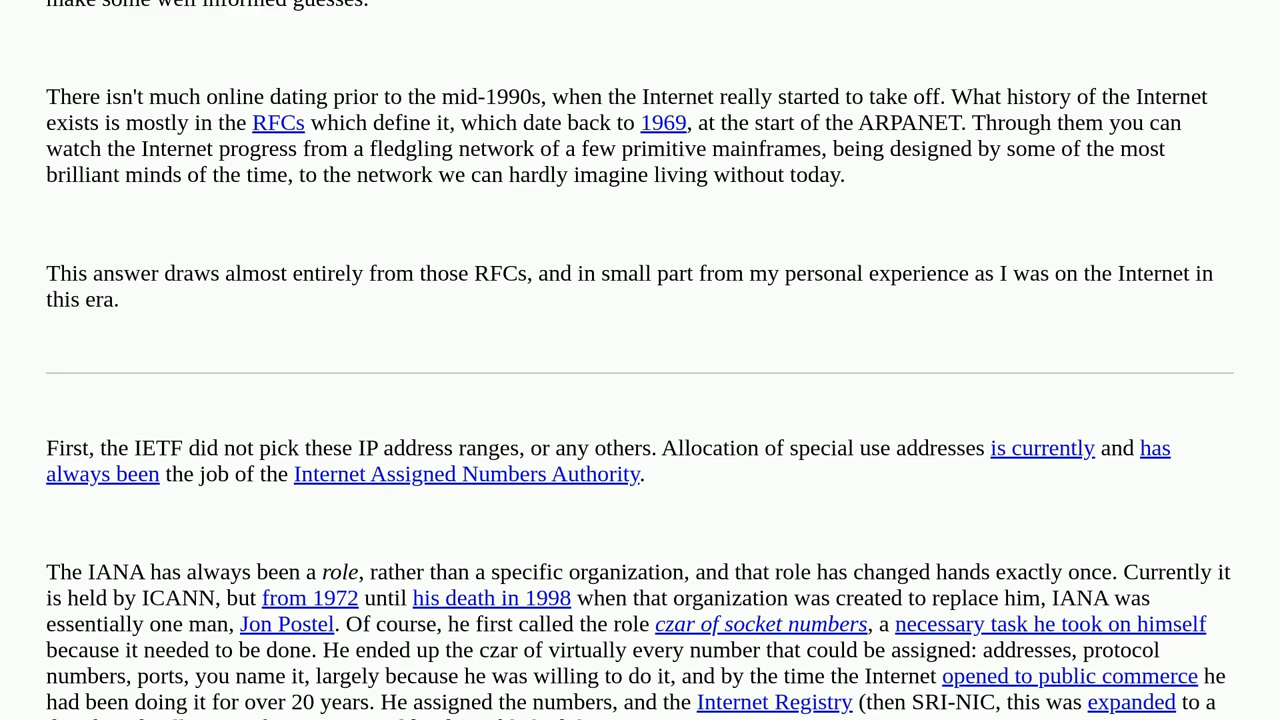 make some well informed guesses.
There isn't much online dating prior to the mid-1990s, when the Internet really started to take off. What history of the Internet
exists is mostly in the RFCs which define it, which date back to 1969, at the start of the ARPANET. Through them you can
watch the Internet progress from a fledgling network of a few primitive mainframes, being designed by some of the most
brilliant minds of the time, to the network we can hardly imagine living without today.
This answer draws almost entirely from those RFCs, and in small part from my personal experience as I was on the Internet in
this era.
First, the IETF did not pick these IP address ranges, or any others. Allocation of special use addresses is currently and has
always been the job of the Internet Assigned Numbers Authority.
The IANA has always been a role, rather than a specific organization, and that role has changed hands exactly once. Currently it
is held by ICANN, but from 1972 until his death in 1998 when that organization was created to replace him, IANA was
essentially one man, Jon Postel. Of course, he first called the role czar of socket numbers, a necessary task he took on himself
because it needed to be done. He ended up the czar of virtually every number that could be assigned: addresses, protocol
numbers, ports, you name it, largely because he was willing to do it, and by the time the Internet opened to public commerce he
had been doing it for over 20 years. He assigned the numbers, and the Internet Registry (then SRI-NIC, this was expanded to a